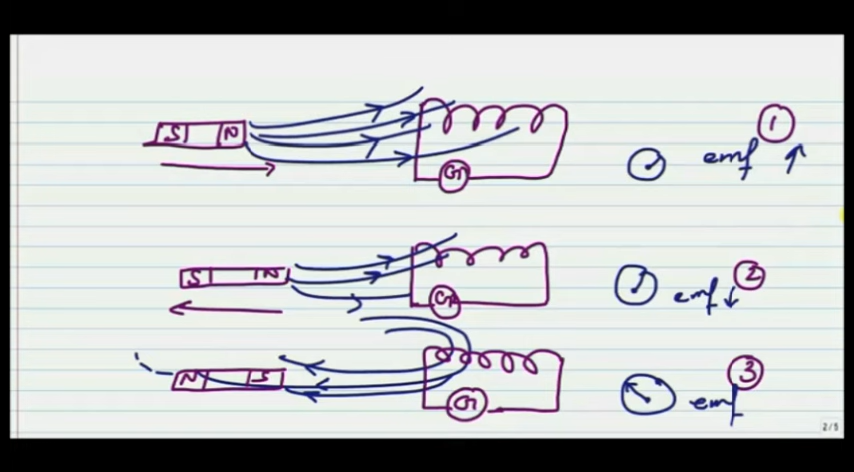 S N
G
emf ↑
1
S N
G
emf ↓
2
N S
G
emf
3
2/5